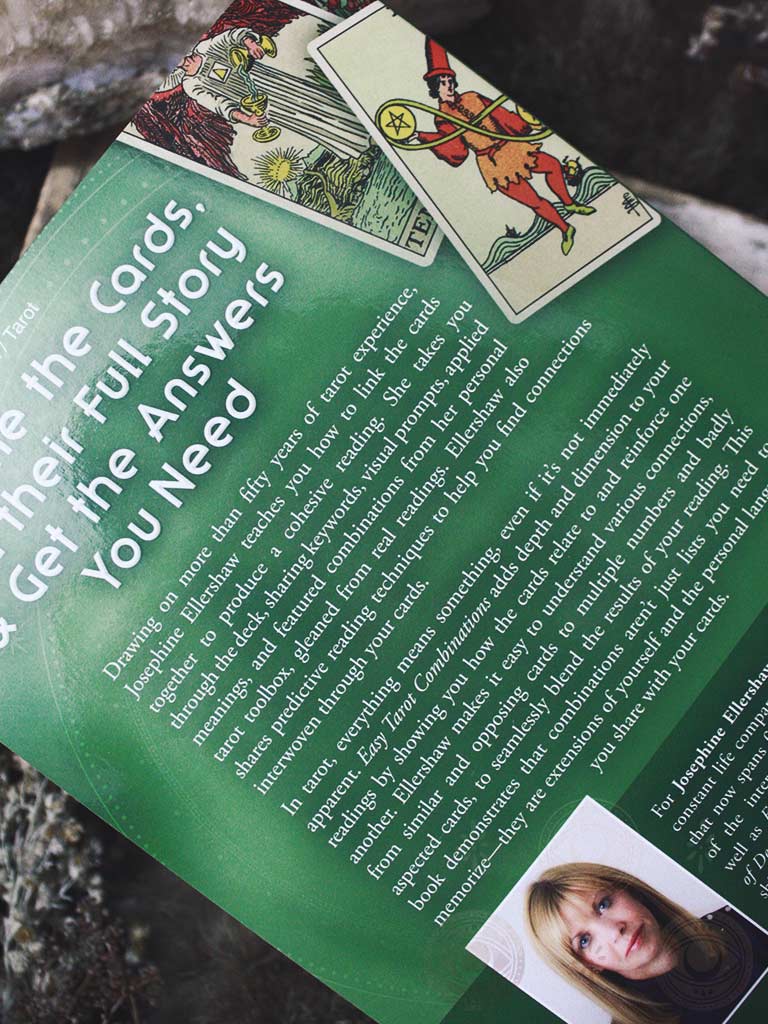 TEM
/ Tarot
the Cards,
their Full Story
& Get the Answers
You Need
Drawing on more than fifty years of tarot experience,
Josephine Ellershaw teaches you how to link the cards
together to produce a cohesive reading. She takes you
through the deck, sharing keywords, visual prompts, applied
meanings, and featured combinations from her personal
tarot toolbox, gleaned from real readings. Ellershaw also
shares predictive reading techniques to help you find connections
interwoven through your cards.
In tarot, everything means something, even if it's not immediately
apparent. Easy Tarot Combinations adds depth and dimension to your
readings by showing you how the cards relate to and reinforce one
another. Ellershaw makes it easy to understand various connections,
from similar and opposing cards to multiple numbers and badly
aspected cards, to seamlessly blend the results of your reading. This
book demonstrates that combinations aren't just lists you need to
memorize—they are extensions of yourself and the personal
you share with your cards.
For Josephine Ellershaw
constant life
that now spans
of the
well as
of